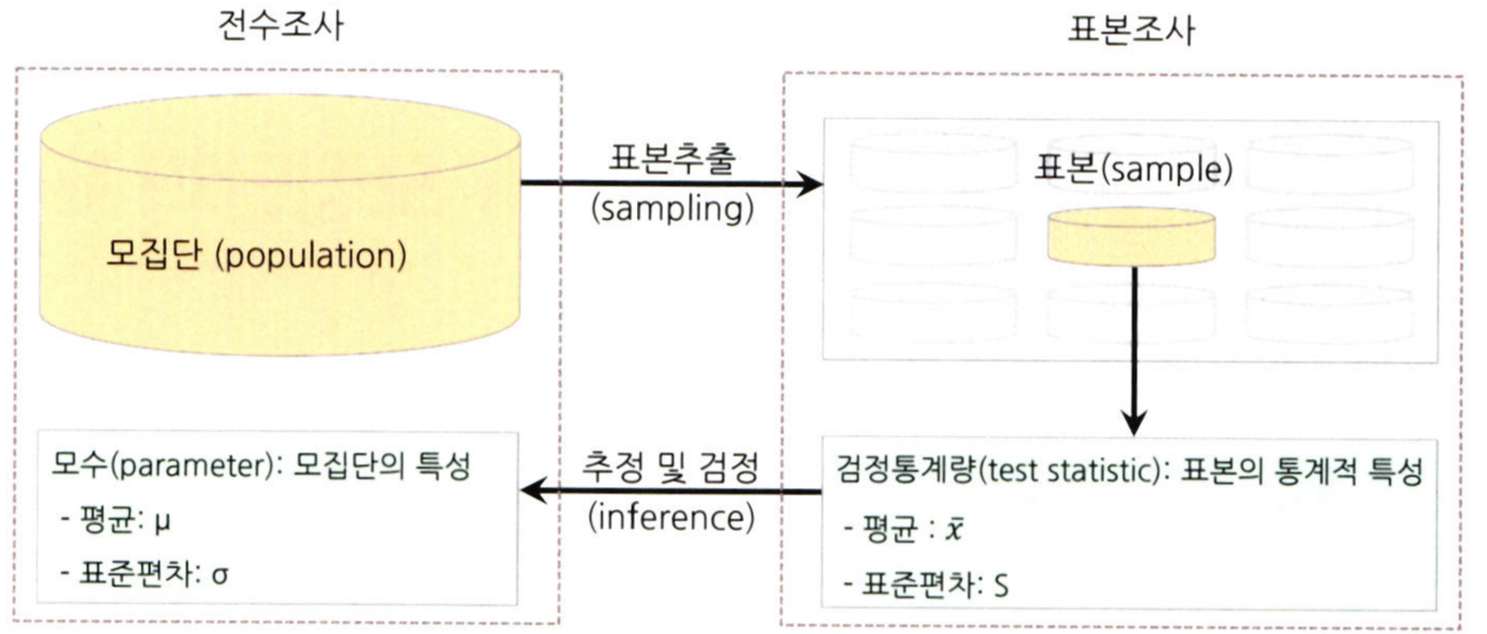 전수조사
표본조사
모집단 (population)
표본추출
(sampling)
표본(sample)
모수(parameter): 모집단의 특성
- 평균: μ
- 표준편차: σ
추정 및 검정
(inference)
검정통계량(test statistic): 표본의 통계적 특성
- 평균 : x̄
- 표준편차: S